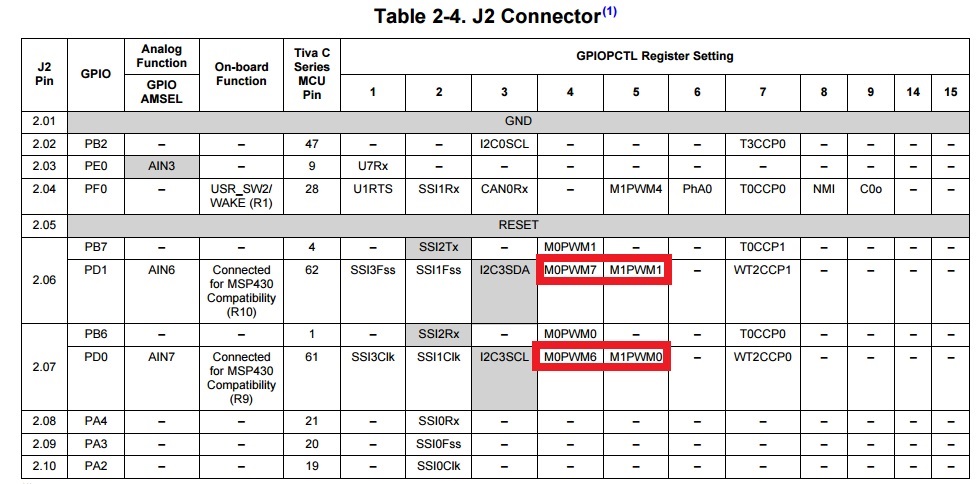 Table 2-4. J2 Connector(1)
J2 Pin | GPIO | Analog Function | On-board Function | Tiva C Series MCU Pin | GPIOPCTL Register Setting
GPIO AMSEL | 1 | 2 | 3 | 4 | 5 | 6 | 7 | 8 | 9 | 14 | 15
2.01 | GND
2.02 | PB2 | – | – | 47 | – | – | I2C0SCL | – | – | – | T3CCP0 | – | – | – | –
2.03 | PE0 | AIN3 | – | 9 | U7Rx | – | – | – | – | – | – | – | – | – | –
2.04 | PF0 | – | USR_SW2/ WAKE (R1) | 28 | U1RTS | SSI1Rx | CAN0Rx | – | M1PWM4 | PhA0 | T0CCP0 | NMI | C0o | – | –
2.05 | RESET
2.06 | PB7 | – | – | 4 | – | SSI2Tx | – | M0PWM1 | – | – | T0CCP1 | – | – | – | –
PD1 | AIN6 | Connected for MSP430 Compatibility (R10) | 62 | SSI3Fss | SSI1Fss | I2C3SDA | M0PWM7 | M1PWM1 | – | WT2CCP1 | – | – | – | –
2.07 | PB6 | – | – | 1 | – | SSI2Rx | – | M0PWM0 | – | – | T0CCP0 | – | – | – | –
PD0 | AIN7 | Connected for MSP430 Compatibility (R9) | 61 | SSI3Clk | SSI1Clk | I2C3SCL | M0PWM6 | M1PWM0 | – | WT2CCP0 | – | – | – | –
2.08 | PA4 | – | – | 21 | – | SSI0Rx | – | – | – | – | – | – | – | – | –
2.09 | PA3 | – | – | 20 | – | SSI0Fss | – | – | – | – | – | – | – | – | –
2.10 | PA2 | – | – | 19 | – | SSI0Clk | – | – | – | – | – | – | – | – | –